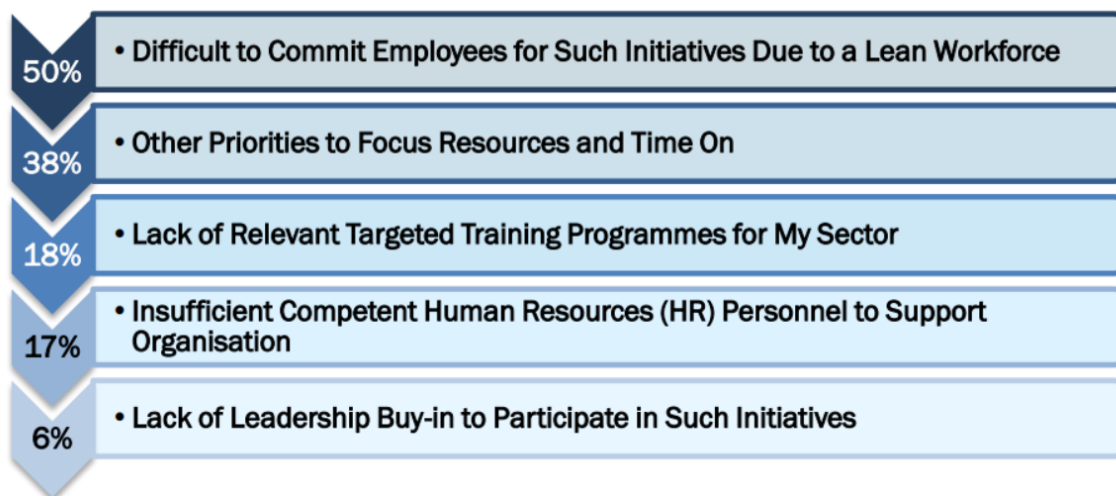 50%
• Difficult to Commit Employees for Such Initiatives Due to a Lean Workforce
38%
• Other Priorities to Focus Resources and Time On
18%
• Lack of Relevant Targeted Training Programmes for My Sector
17%
• Insufficient Competent Human Resources (HR) Personnel to Support
Organisation
6%
• Lack of Leadership Buy-in to Participate in Such Initiatives